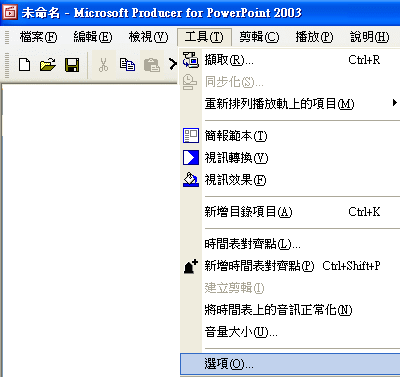 未命名 - Microsoft Producer for PowerPoint 2003
檔案(F) 編輯(E) 檢視(V) 工具(T) 剪輯(C) 播放(P) 說明(H)
擷取(R)... Ctrl+R
同步化(S)...
重新排列播放軌上的項目(M)
簡報範本(T)
視訊轉換(V)
視訊效果(F)
新增目錄項目(A) Ctrl+K
時間表對齊點(L)...
新增時間表對齊點(P) Ctrl+Shift+P
建立剪輯(I)
將時間表上的音訊正常化(N)
音量大小(U)...
選項(O)...